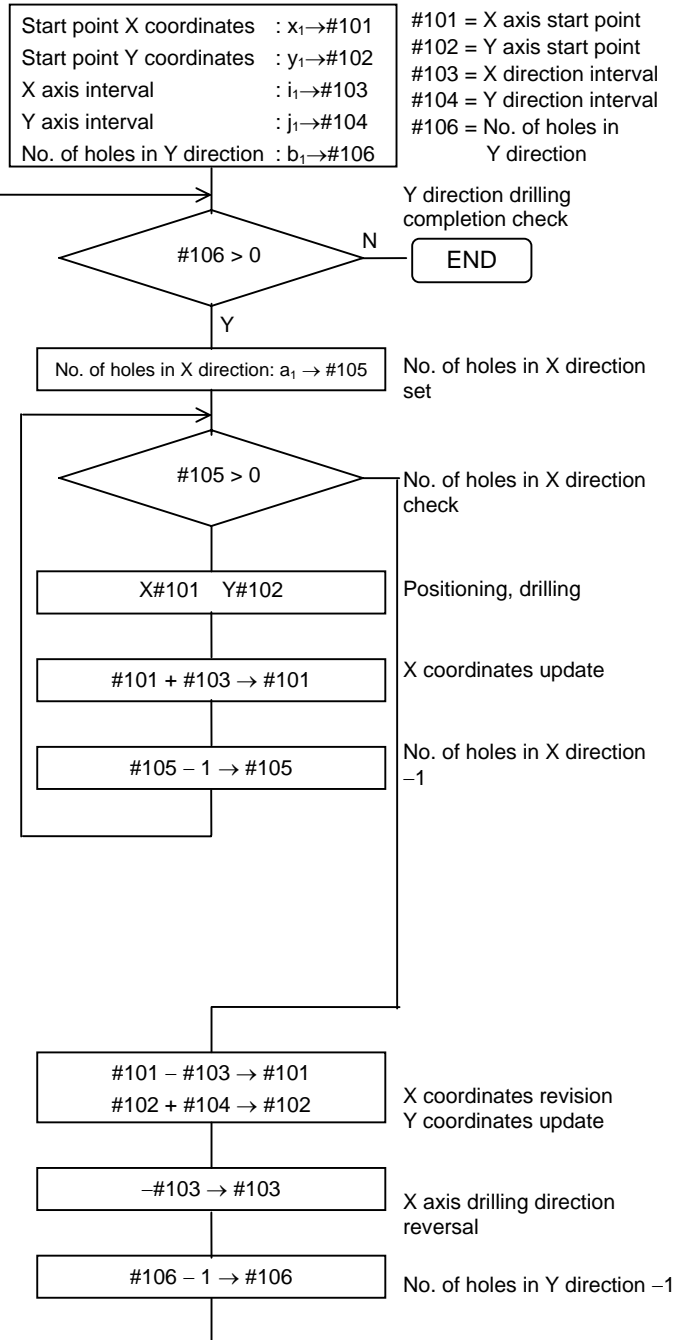 Start point X coordinates : x₁→#101
Start point Y coordinates : y₁→#102
X axis interval : i₁→#103
Y axis interval : j₁→#104
No. of holes in Y direction : b₁→#106
#101 = X axis start point
#102 = Y axis start point
#103 = X direction interval
#104 = Y direction interval
#106 = No. of holes in
Y direction
Y direction drilling
completion check
#106 > 0
N
END
Y
No. of holes in X direction: a₁ → #105
No. of holes in X direction
set
#105 > 0
No. of holes in X direction
check
X#101 Y#102
Positioning, drilling
#101 + #103 → #101
X coordinates update
#105 − 1 → #105
No. of holes in X direction
−1
#101 − #103 → #101
#102 + #104 → #102
X coordinates revision
Y coordinates update
−#103 → #103
X axis drilling direction
reversal
#106 − 1 → #106
No. of holes in Y direction −1